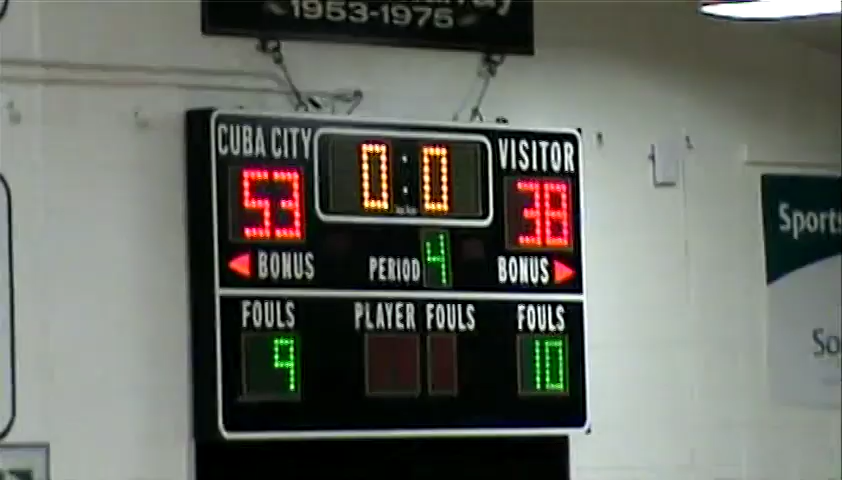 1953-1975
CUBA CITY 0:0 VISITOR
53 38
BONUS PERIOD 4 BONUS
FOULS PLAYER FOULS FOULS
9 10
Sports
So